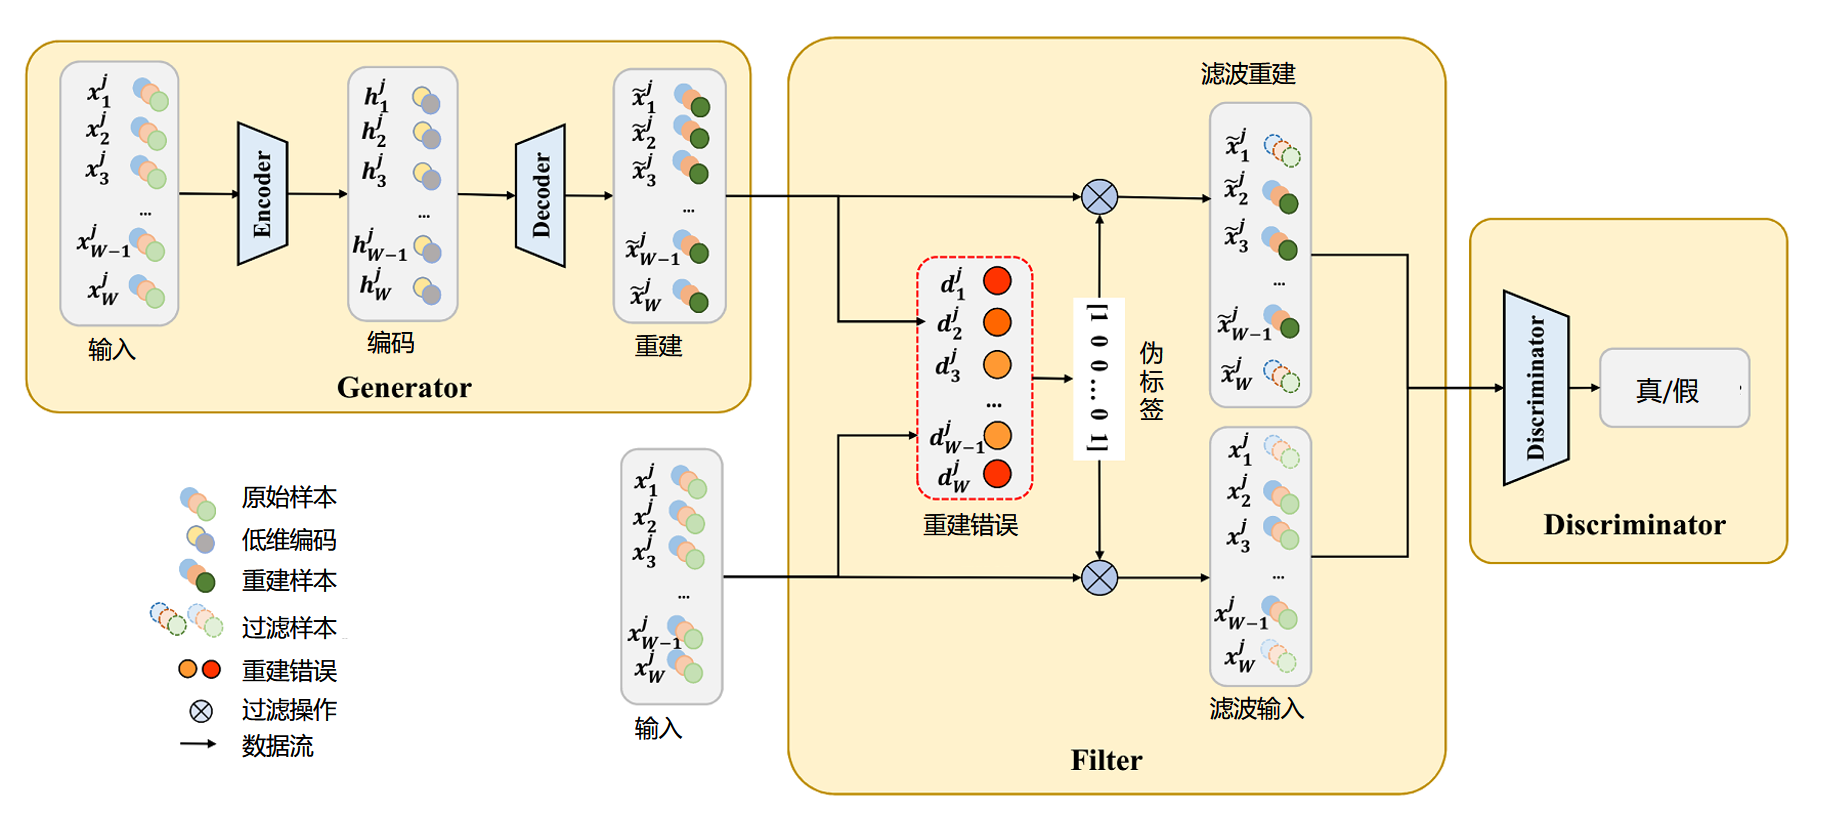 x_1^j
x_2^j
x_3^j
...
x_{W-1}^j
x_W^j
输入
Encoder
h_1^j
h_2^j
h_3^j
...
h_{W-1}^j
h_W^j
编码
Decoder
x̃_1^j
x̃_2^j
x̃_3^j
...
x̃_{W-1}^j
x̃_W^j
重建
Generator
x_1^j
x_2^j
x_3^j
...
x_{W-1}^j
x_W^j
输入
d_1^j
d_2^j
d_3^j
...
d_{W-1}^j
d_W^j
重建错误
[1 0 0 ... 0 1]
伪标签
滤波重建
x̃_1^j
x̃_2^j
x̃_3^j
...
x̃_{W-1}^j
x̃_W^j
x_1^j
x_2^j
x_3^j
...
x_{W-1}^j
x_W^j
滤波输入
Filter
Discriminator
真/假
Discriminator
原始样本
低维编码
重建样本
过滤样本
重建错误
过滤操作
数据流